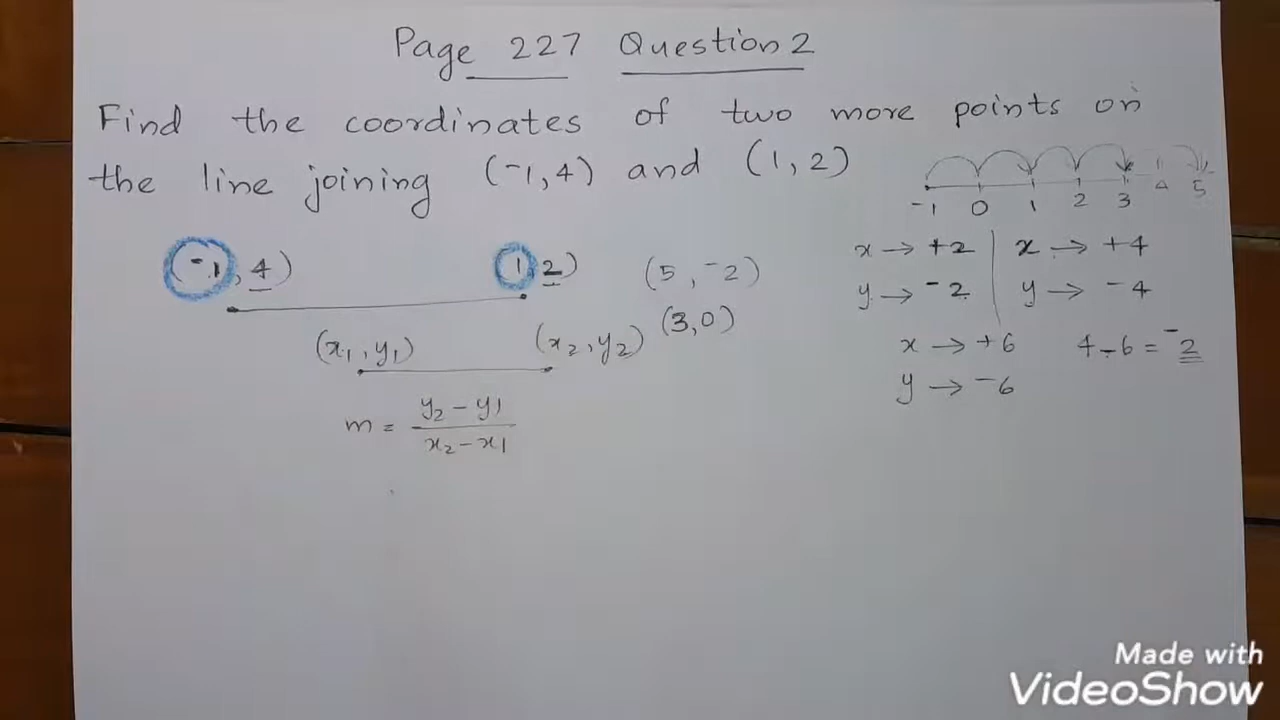 Page 227 Question 2
Find the coordinates of two more points on
the line joining (⁻1, 4) and (1, 2)
-1 0 1 2 3 4 5
(⁻1, 4) (1, 2) (5, ⁻2)
(3, 0)
x → +2 | x → +4
y → ⁻2 | y → -4
x → +6 4-6 = ⁻2
y → ⁻6
(x₁, y₁) (x₂, y₂)
m = y₂ - y₁ / x₂ - x₁
Made with
VideoShow